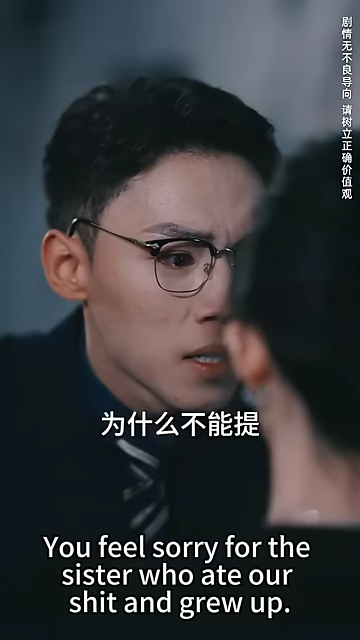 剧情无不良导向 请树立正确价值观
为什么不能提
You feel sorry for the
sister who ate our
shit and grew up.